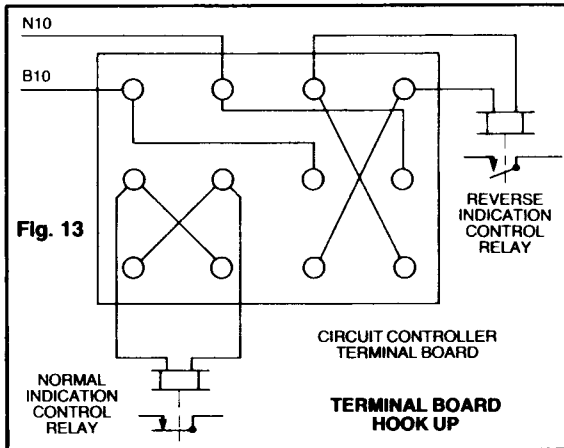 N10
B10
Fig. 13
REVERSE
INDICATION
CONTROL
RELAY
CIRCUIT CONTROLLER
TERMINAL BOARD
NORMAL
INDICATION
CONTROL
RELAY
TERMINAL BOARD
HOOK UP